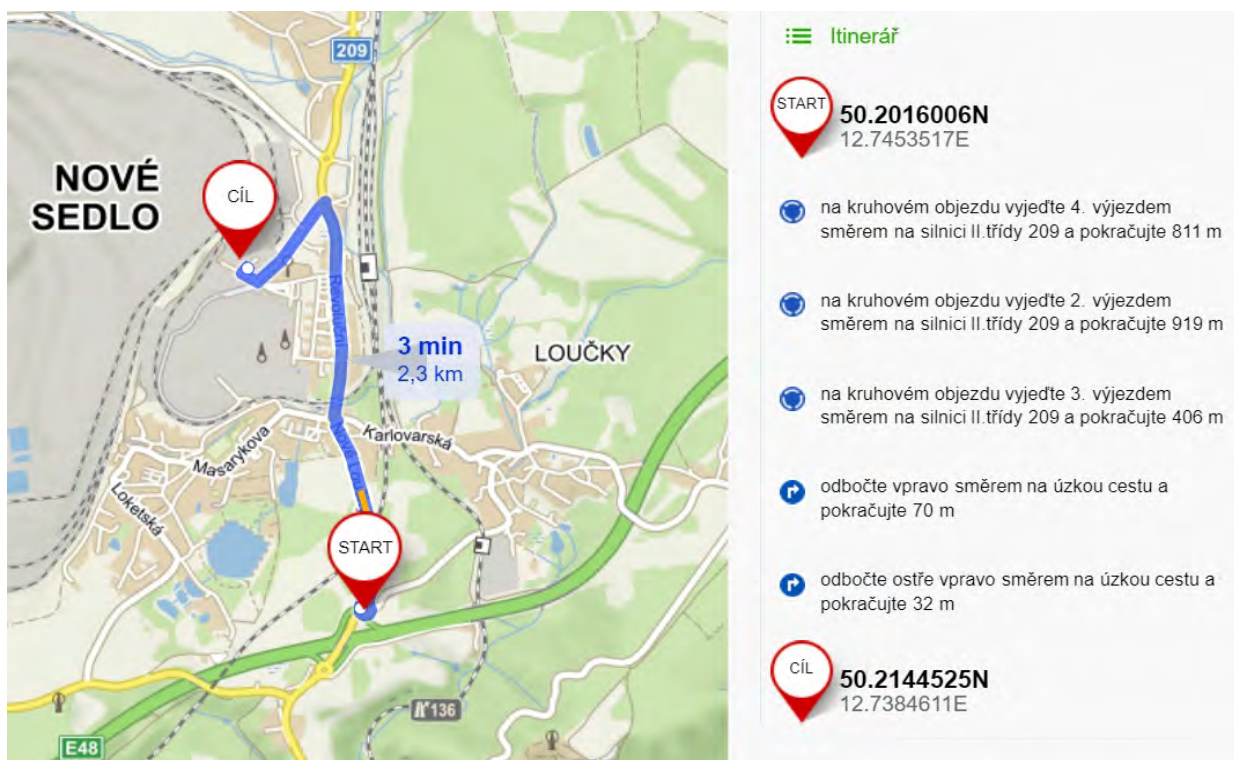 209
NOVÉ
SEDLO
CÍL
Revoluční
3 min
2,3 km
LOUČKY
Karlovarská
Masarykova
Nové Lou
Loketská
START
136
E48
Itinerář
START
50.2016006N
12.7453517E
na kruhovém objezdu vyjeďte 4. výjezdem
směrem na silnici II.třídy 209 a pokračujte 811 m
na kruhovém objezdu vyjeďte 2. výjezdem
směrem na silnici II.třídy 209 a pokračujte 919 m
na kruhovém objezdu vyjeďte 3. výjezdem
směrem na silnici II.třídy 209 a pokračujte 406 m
odbočte vpravo směrem na úzkou cestu a
pokračujte 70 m
odbočte ostře vpravo směrem na úzkou cestu a
pokračujte 32 m
CÍL
50.2144525N
12.7384611E